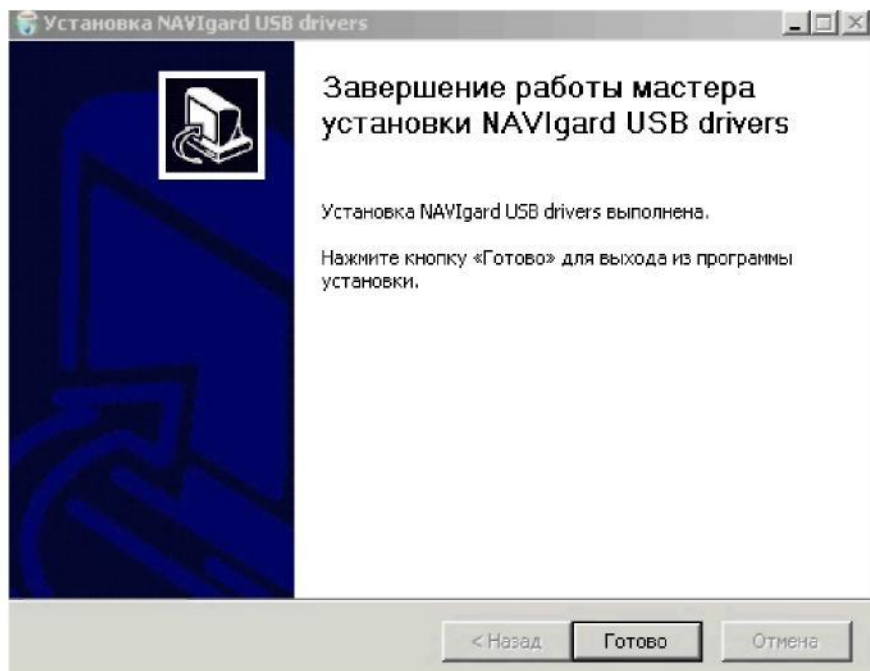 Установка NAVIgard USB drivers
Завершение работы мастера
установки NAVIgard USB drivers
Установка NAVIgard USB drivers выполнена.
Нажмите кнопку «Готово» для выхода из программы
установки.
< Назад
Готово
Отмена